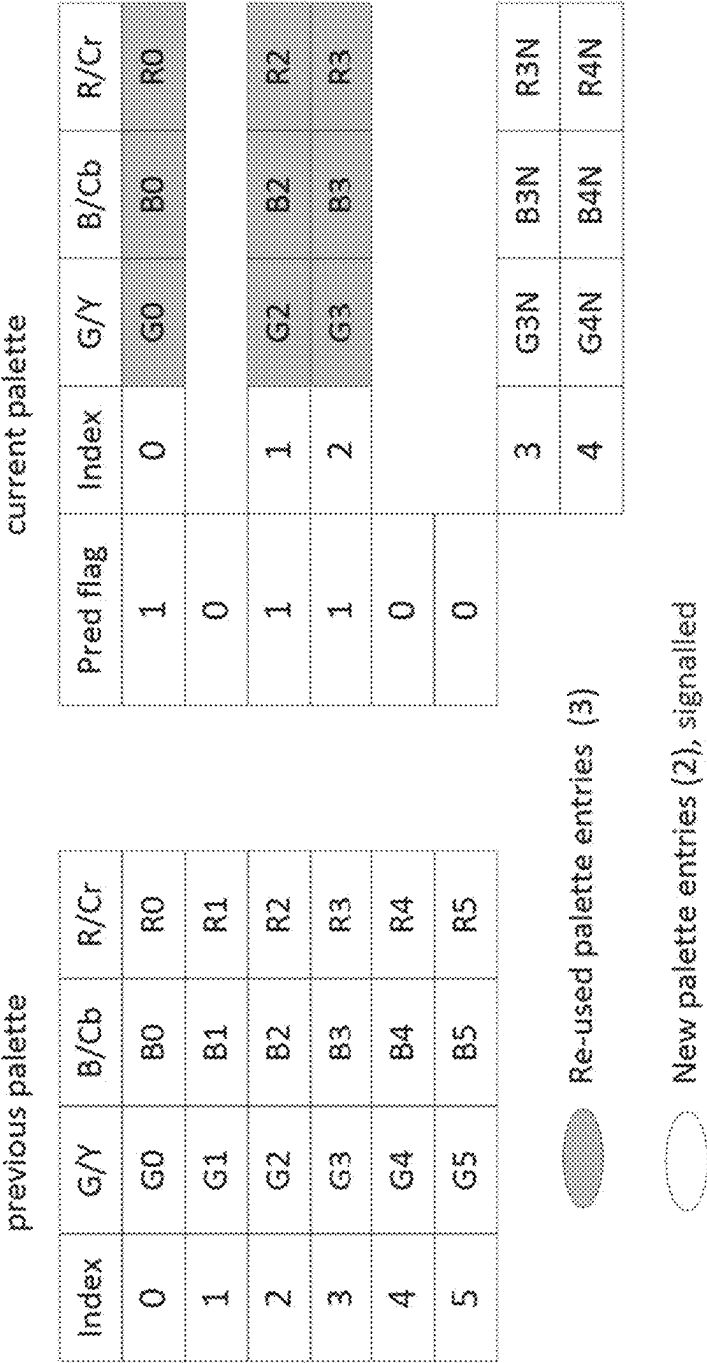 previous palette
Index G/Y B/Cb R/Cr
0 G0 B0 R0
1 G1 B1 R1
2 G2 B2 R2
3 G3 B3 R3
4 G4 B4 R4
5 G5 B5 R5
current palette
Pred flag Index G/Y B/Cb R/Cr
1 0 G0 B0 R0
0
1 1 G2 B2 R2
1 2 G3 B3 R3
0
0
3 G3N B3N R3N
4 G4N B4N R4N
Re-used palette entries (3)
New palette entries (2), signalled